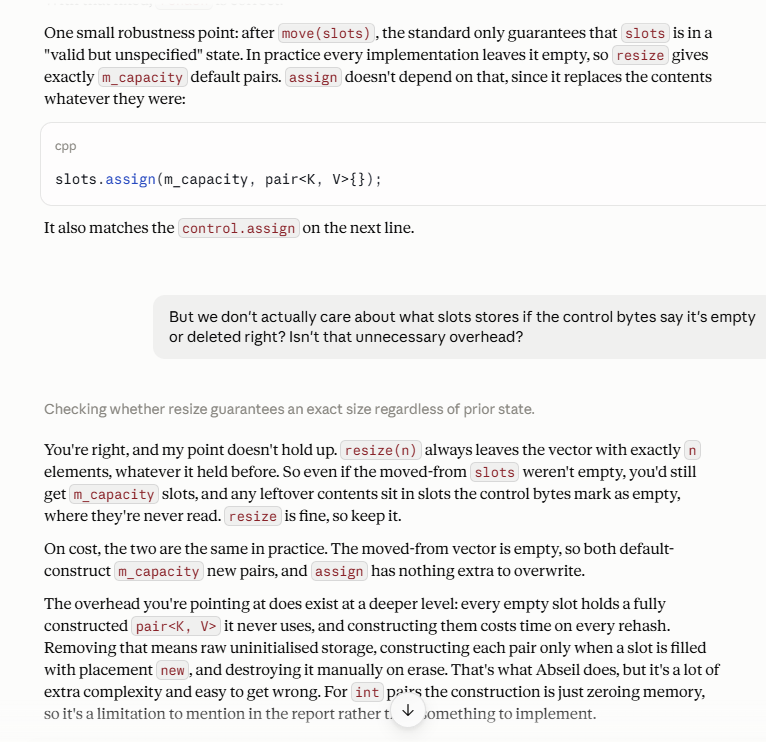 One small robustness point: after move(slots), the standard only guarantees that slots is in a
"valid but unspecified" state. In practice every implementation leaves it empty, so resize gives
exactly m_capacity default pairs. assign doesn't depend on that, since it replaces the contents
whatever they were:
cpp
slots.assign(m_capacity, pair<K, V>{});
It also matches the control.assign on the next line.
But we don't actually care about what slots stores if the control bytes say it's empty
or deleted right? Isn't that unnecessary overhead?
Checking whether resize guarantees an exact size regardless of prior state.
You're right, and my point doesn't hold up. resize(n) always leaves the vector with exactly n
elements, whatever it held before. So even if the moved-from slots weren't empty, you'd still
get m_capacity slots, and any leftover contents sit in slots the control bytes mark as empty,
where they're never read. resize is fine, so keep it.
On cost, the two are the same in practice. The moved-from vector is empty, so both default-
construct m_capacity new pairs, and assign has nothing extra to overwrite.
The overhead you're pointing at does exist at a deeper level: every empty slot holds a fully
constructed pair<K, V> it never uses, and constructing them costs time on every rehash.
Removing that means raw uninitialised storage, constructing each pair only when a slot is filled
with placement new, and destroying it manually on erase. That's what Abseil does, but it's a lot of
extra complexity and easy to get wrong. For int pairs the construction is just zeroing memory,
so it's a limitation to mention in the report rather something to implement.